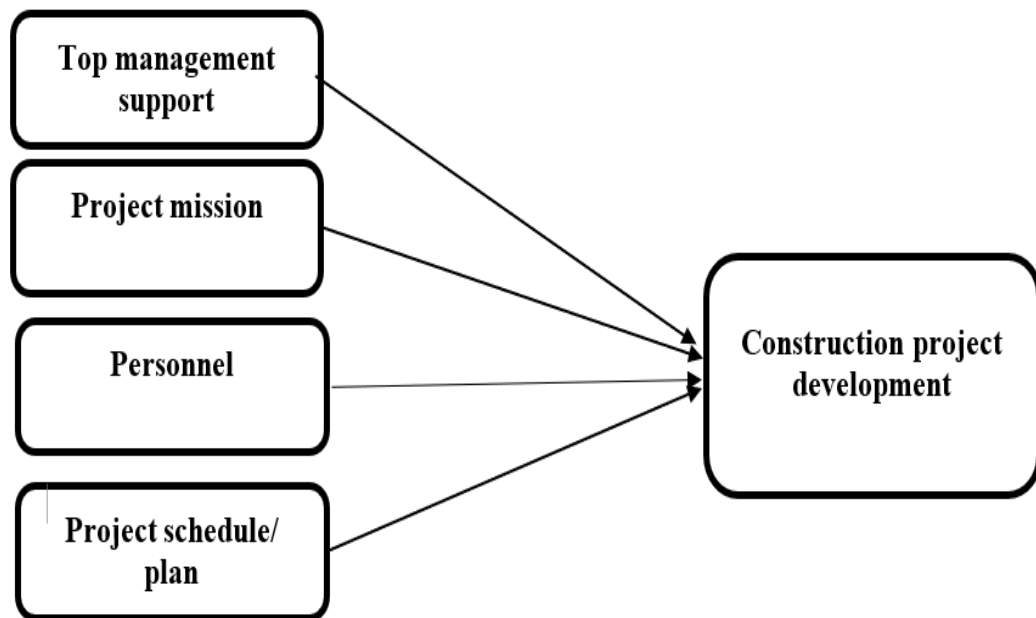 Top management
support
Project mission
Personnel
Project schedule/
plan
Construction project
development